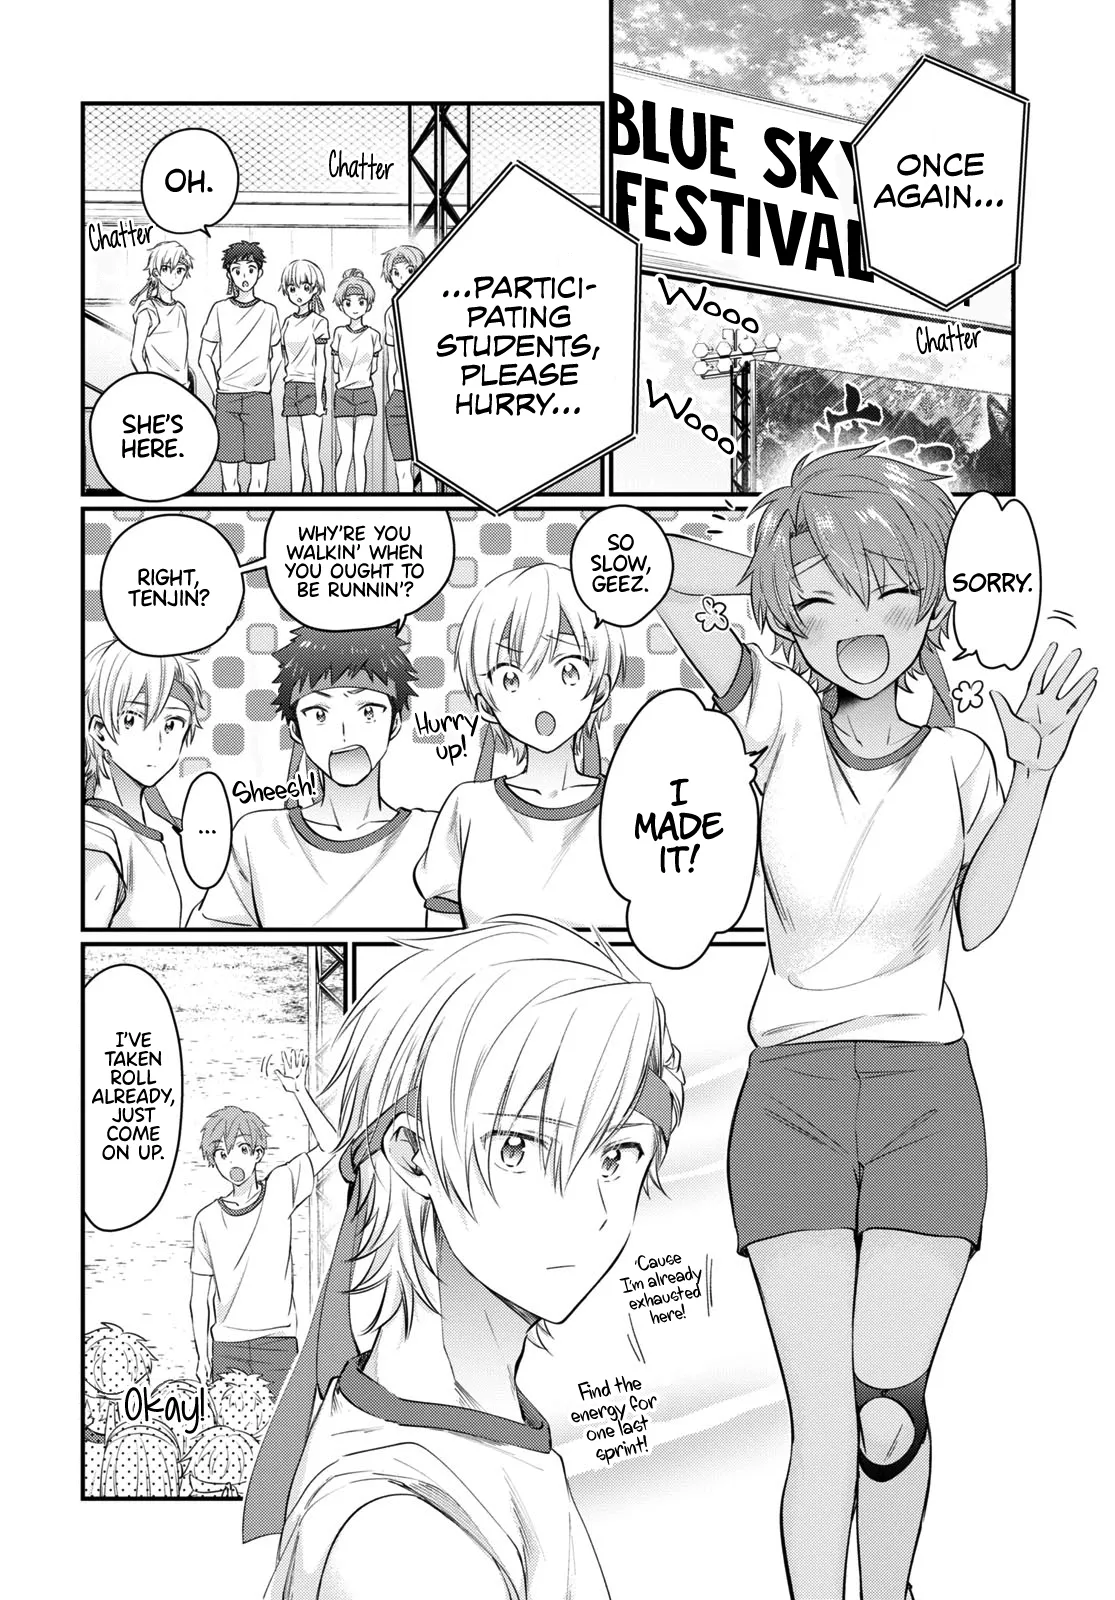 BLUE SKY
FESTIVAL
ONCE
AGAIN...
Wooo
Chatter
Wooo
...PARTICI-
PATING
STUDENTS,
PLEASE
HURRY...
Chatter
OH.
Chatter
SHE'S
HERE.
SORRY.
I
MADE
IT!
SO
SLOW,
GEEZ.
Hurry
up!
WHY'RE YOU
WALKIN' WHEN
YOU OUGHT TO
BE RUNNIN'?
Sheesh!
RIGHT,
TENJIN?
...
'Cause
I'm already
exhausted
here!
Find the
energy for
one last
sprint!
I'VE
TAKEN
ROLL
ALREADY,
JUST
COME
ON UP.
Okay!